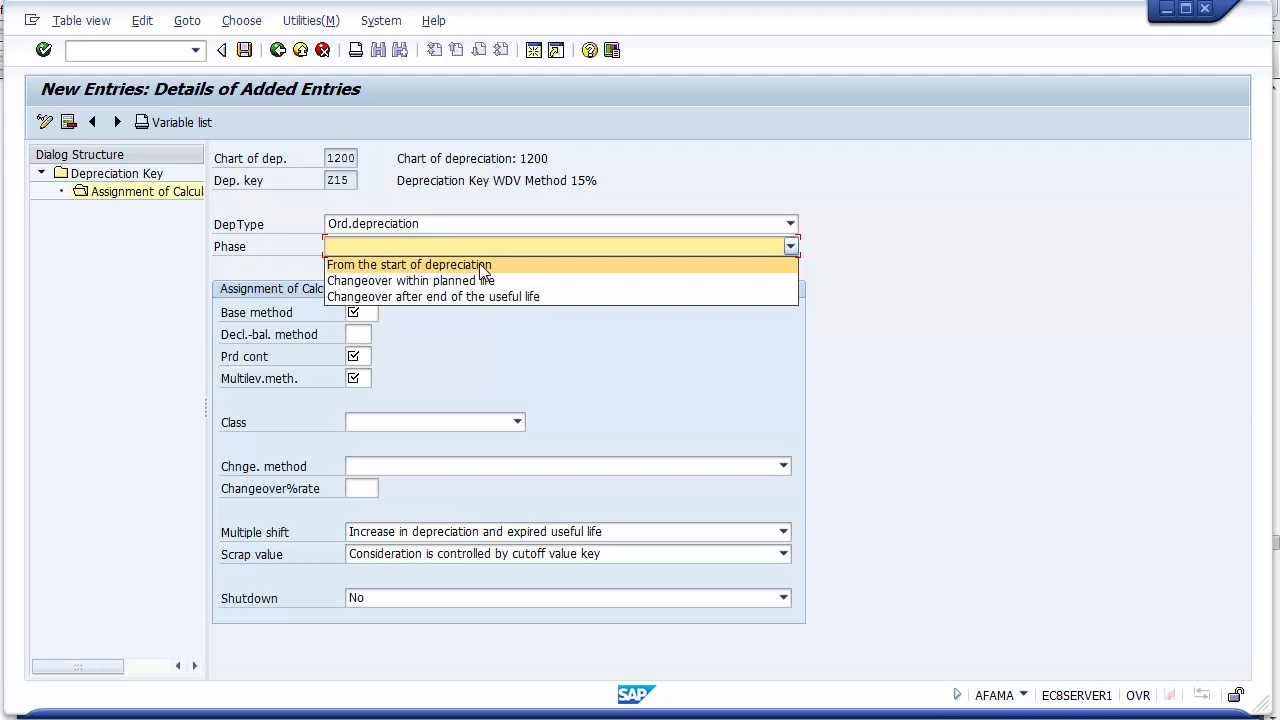 Table view Edit Goto Choose Utilities(M) System Help
New Entries: Details of Added Entries
Variable list
Dialog Structure
Depreciation Key
Assignment of Calcul
Chart of dep. 1200 Chart of depreciation: 1200
Dep. key Z15 Depreciation Key WDV Method 15%
DepType Ord.depreciation
Phase
From the start of depreciation
Changeover within planned life
Changeover after end of the useful life
Assignment of Calc
Base method
Decl.-bal. method
Prd cont
Multilev.meth.
Class
Chnge. method
Changeover%rate
Multiple shift Increase in depreciation and expired useful life
Scrap value Consideration is controlled by cutoff value key
Shutdown No
SAP
AFAMA EC8SERVER1 OVR